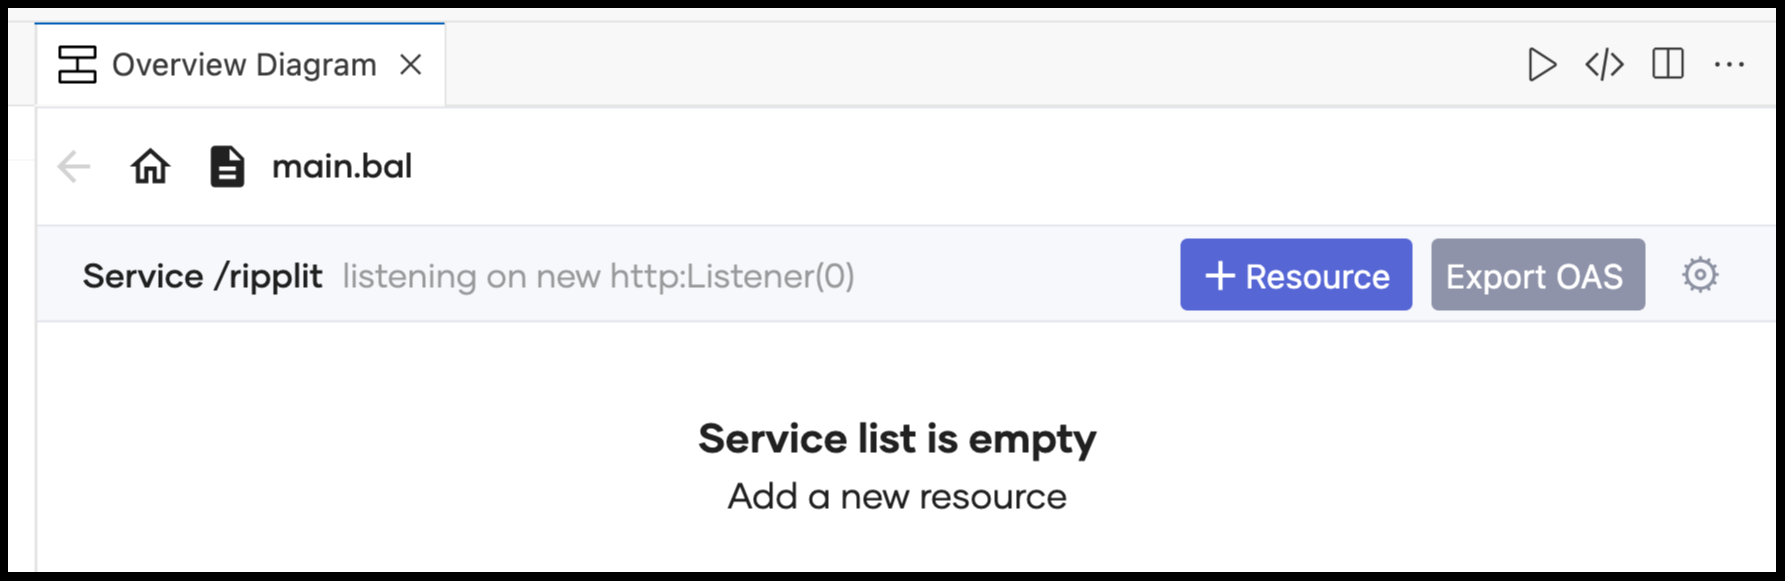 Overview Diagram
main.bal
Service /ripplit listening on new http:Listener(0)
+ Resource
Export OAS
Service list is empty
Add a new resource